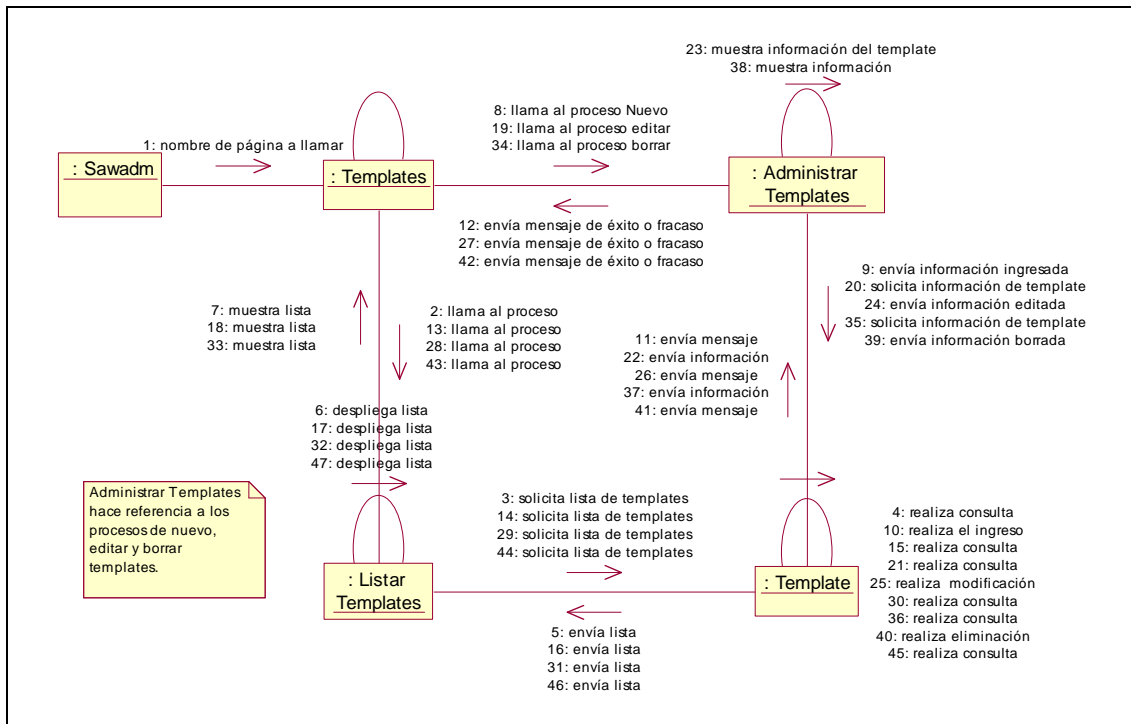 23: muestra información del template
38: muestra información
8: llama al proceso Nuevo
19: llama al proceso editar
34: llama al proceso borrar
1: nombre de página a llamar
: Sawadm
: Templates
: Administrar
Templates
12: envía mensaje de éxito o fracaso
27: envía mensaje de éxito o fracaso
42: envía mensaje de éxito o fracaso
9: envía información ingresada
20: solicita información de template
24: envía información editada
35: solicita información de template
39: envía información borrada
7: muestra lista
18: muestra lista
33: muestra lista
2: llama al proceso
13: llama al proceso
28: llama al proceso
43: llama al proceso
11: envía mensaje
22: envía información
26: envía mensaje
37: envía información
41: envía mensaje
6: despliega lista
17: despliega lista
32: despliega lista
47: despliega lista
Administrar Templates
hace referencia a los
procesos de nuevo,
editar y borrar
templates.
3: solicita lista de templates
14: solicita lista de templates
29: solicita lista de templates
44: solicita lista de templates
4: realiza consulta
10: realiza el ingreso
15: realiza consulta
21: realiza consulta
25: realiza modificación
30: realiza consulta
36: realiza consulta
40: realiza eliminación
45: realiza consulta
: Listar
Templates
: Template
5: envía lista
16: envía lista
31: envía lista
46: envía lista